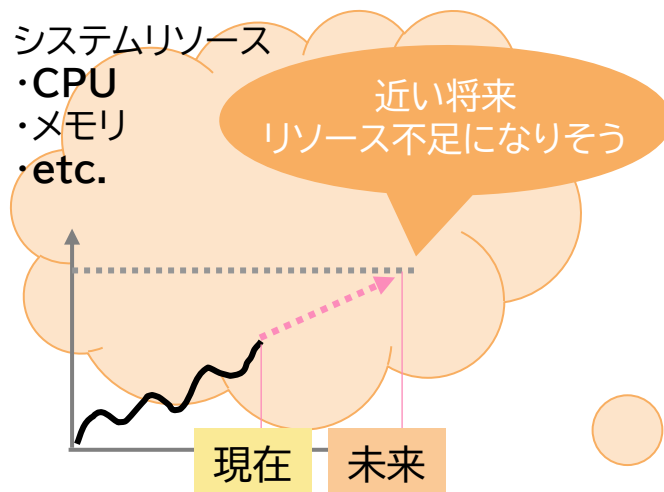 システムリソース
・CPU
・メモリ
・etc.
近い将来
リソース不足になりそう
現在
未来